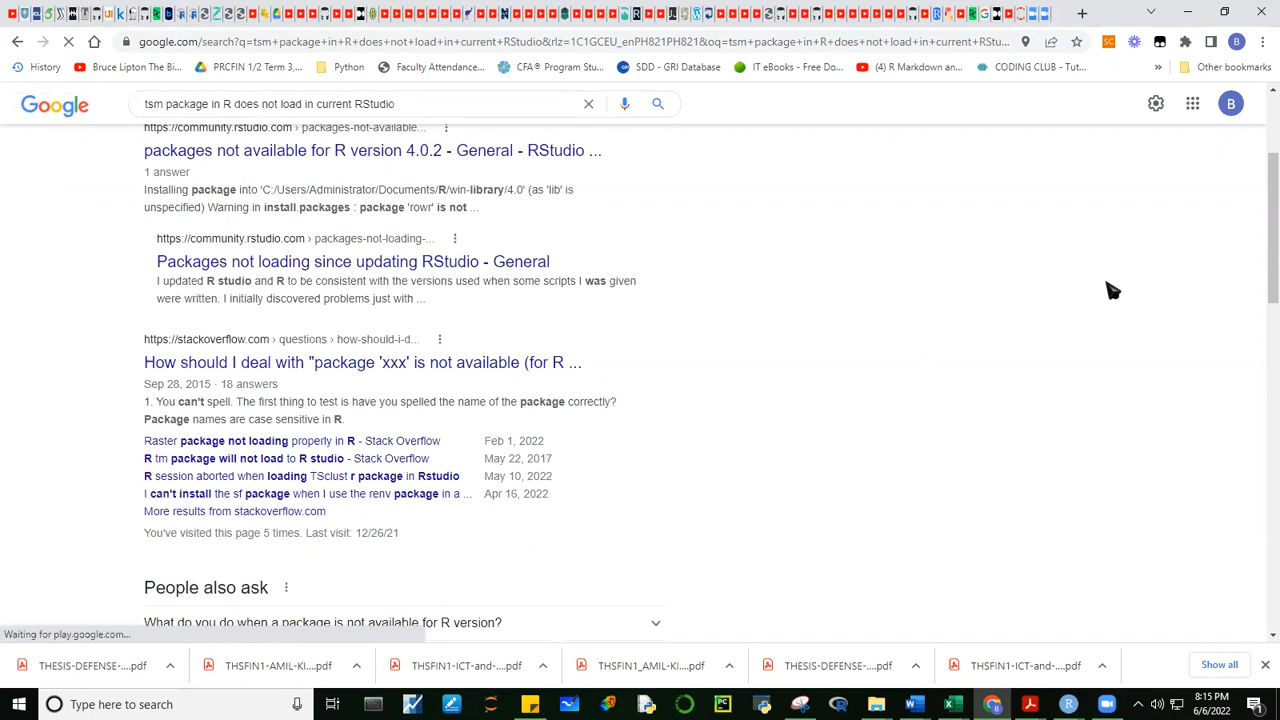 google.com/search?q=tsm+package+in+R+does+not+load+in+current+RStudio&rlz=1C1GCEU_enPH821PH821&oq=tsm+package+in+R+does+not+load+in+current+RStu...
History
Bruce Lipton The Bi...
PRCFIN 1/2 Term 3,...
Python
Faculty Attendance...
CFA® Program Stu...
SDD - GRI Database
IT eBooks - Free Do...
(4) R Markdown an...
CODING CLUB - Tut...
»
Other bookmarks
Google
tsm package in R does not load in current RStudio
B
https://community.rstudio.com › packages-not-available...
packages not available for R version 4.0.2 - General - RStudio ...
1 answer
Installing package into 'C:/Users/Administrator/Documents/R/win-library/4.0' (as 'lib' is
unspecified) Warning in install.packages : package 'rowr' is not ...
https://community.rstudio.com › packages-not-loading-...
Packages not loading since updating RStudio - General
I updated R studio and R to be consistent with the versions used when some scripts I was given
were written. I initially discovered problems just with ...
https://stackoverflow.com › questions › how-should-i-d...
How should I deal with "package 'xxx' is not available (for R ...
Sep 28, 2015 · 18 answers
1. You can't spell. The first thing to test is have you spelled the name of the package correctly?
Package names are case sensitive in R.
Raster package not loading properly in R - Stack Overflow Feb 1, 2022
R tm package will not load to R studio - Stack Overflow May 22, 2017
R session aborted when loading TSclust r package in Rstudio May 10, 2022
I can't install the sf package when I use the renv package in a ... Apr 16, 2022
More results from stackoverflow.com
You've visited this page 5 times. Last visit: 12/26/21
People also ask
What do you do when a package is not available for R version?
Waiting for play.google.com...
THESIS-DEFENSE-....pdf
THSFIN1-AMIL-KI....pdf
THSFIN1-ICT-and-....pdf
THSFIN1_AMIL-KI....pdf
THESIS-DEFENSE-....pdf
THSFIN1-ICT-and-....pdf
Show all
Type here to search
8:15 PM
6/6/2022